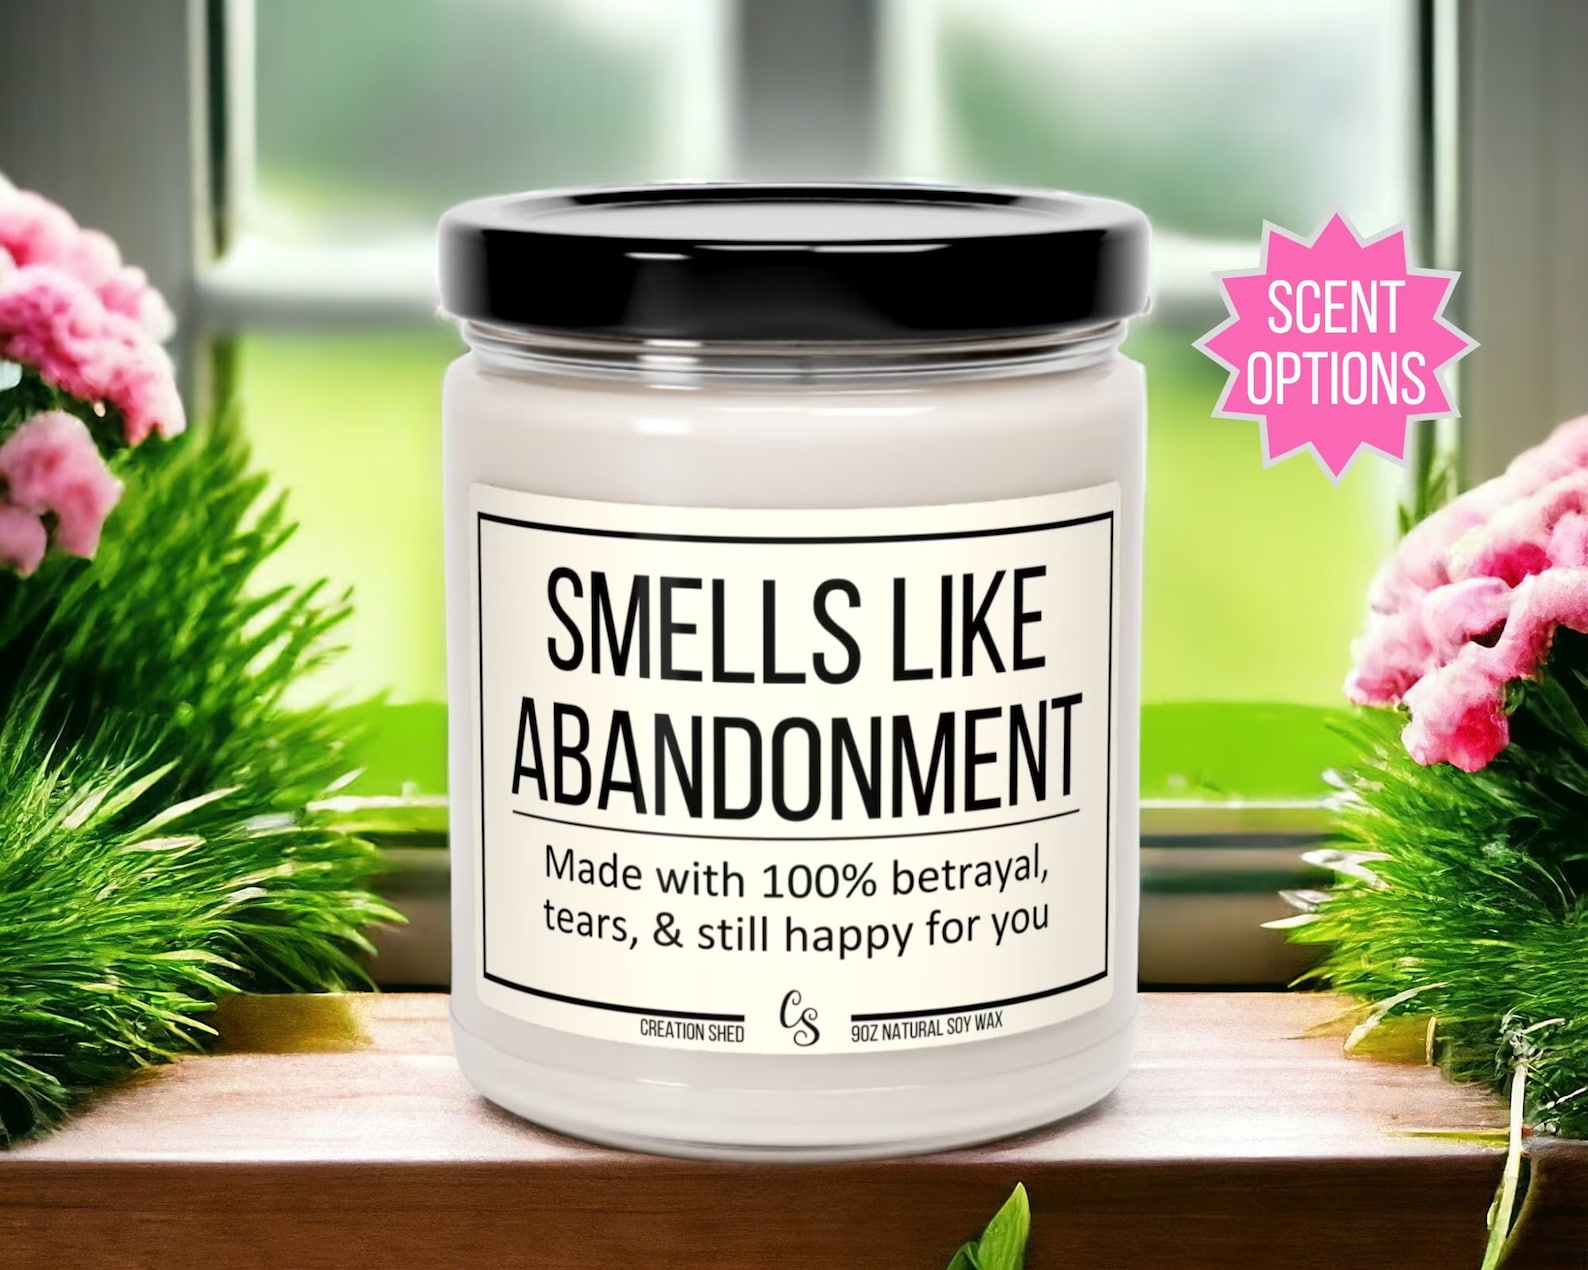 SCENT
OPTIONS
SMELLS LIKE
ABANDONMENT
Made with 100% betrayal,
tears, & still happy for you
CREATION SHED
CS
9OZ NATURAL SOY WAX